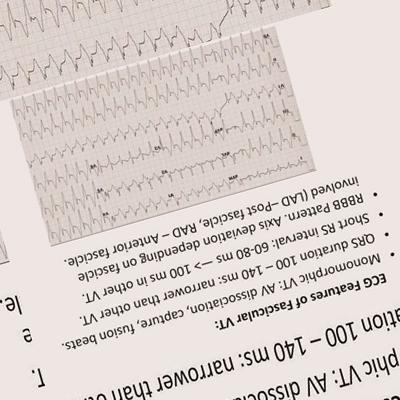 phic VT: AV dissoci
ation 100 – 140 ms: narrower than
ECG Features of Fascicular VT:
• Monomorphic VT: AV dissociation, capture, fusion beats.
• QRS duration 100 – 140 ms: narrower than other VT.
• Short RS interval: 60-80 ms —> 100 ms in other VT.
• RBBB Pattern. Axis deviation depending on fascicle
involved (LAD –Post fascicle, RAD – Anterior fascicle.
e
le.